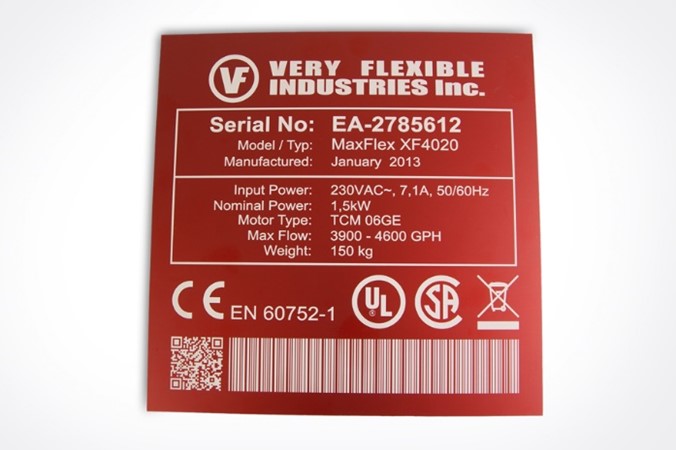 VF VERY FLEXIBLE
INDUSTRIES Inc.
Serial No: EA-2785612
Model / Typ: MaxFlex XF4020
Manufactured: January 2013
Input Power: 230VAC~, 7,1A, 50/60Hz
Nominal Power: 1,5kW
Motor Type: TCM 06GE
Max Flow: 3900 - 4600 GPH
Weight: 150 kg
CE EN 60752-1 UL SA